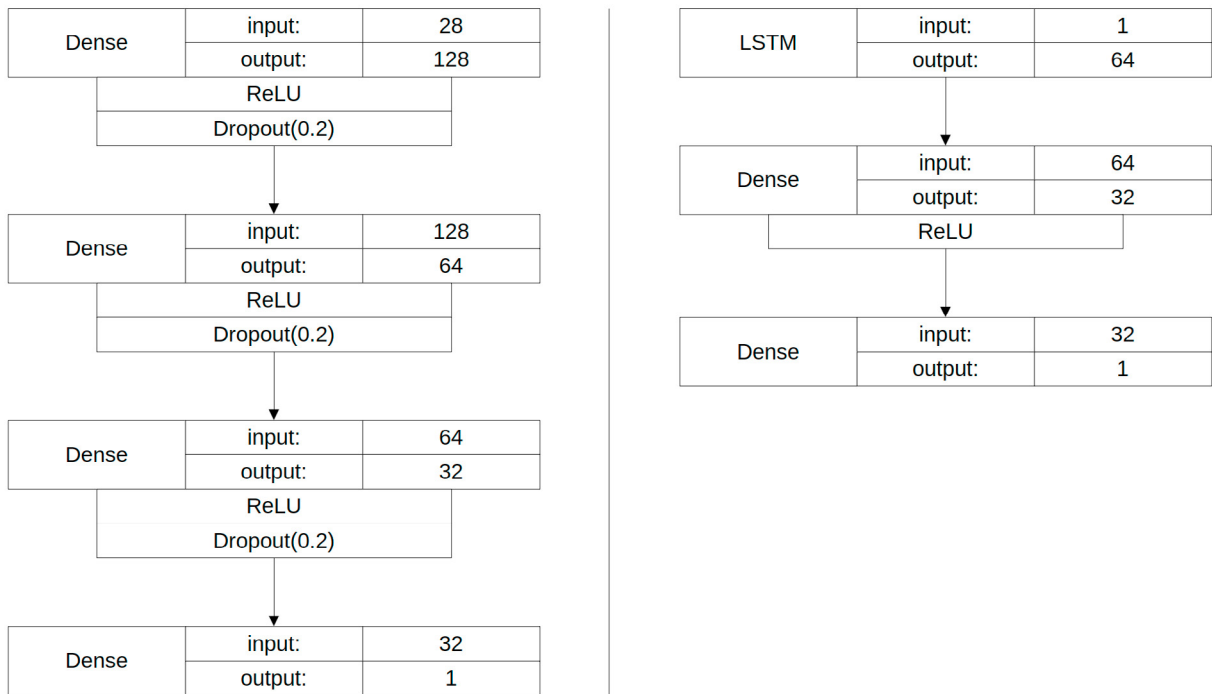 Dense
input: 28
output: 128
ReLU
Dropout(0.2)
Dense
input: 128
output: 64
ReLU
Dropout(0.2)
Dense
input: 64
output: 32
ReLU
Dropout(0.2)
Dense
input: 32
output: 1
LSTM
input: 1
output: 64
Dense
input: 64
output: 32
ReLU
Dense
input: 32
output: 1